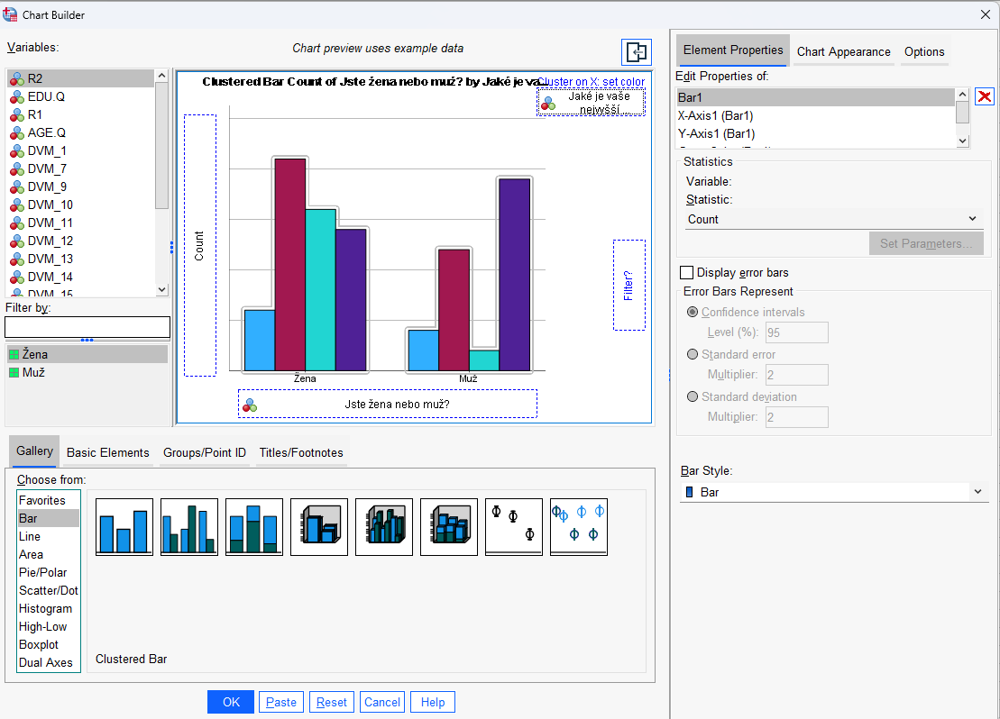 Chart Builder
Variables:
Chart preview uses example data
R2
EDU.Q
R1
AGE.Q
DVM_1
DVM_7
DVM_9
DVM_10
DVM_11
DVM_12
DVM_13
DVM_14
DVM_15
Filter by:
Žena
Muž
Clustered Bar Count of Jste žena nebo muž? by Jaké je va...
Cluster on X: set color
Jaké je vaše
nejvyšší ...
Count
Filter?
Žena
Muž
Jste žena nebo muž?
Gallery
Basic Elements
Groups/Point ID
Titles/Footnotes
Choose from:
Favorites
Bar
Line
Area
Pie/Polar
Scatter/Dot
Histogram
High-Low
Boxplot
Dual Axes
Clustered Bar
OK
Paste
Reset
Cancel
Help
Element Properties
Chart Appearance
Options
Edit Properties of:
Bar1
X-Axis1 (Bar1)
Y-Axis1 (Bar1)
Statistics
Variable:
Statistic:
Count
Set Parameters...
Display error bars
Error Bars Represent
Confidence intervals
Level (%): 95
Standard error
Multiplier: 2
Standard deviation
Multiplier: 2
Bar Style:
Bar